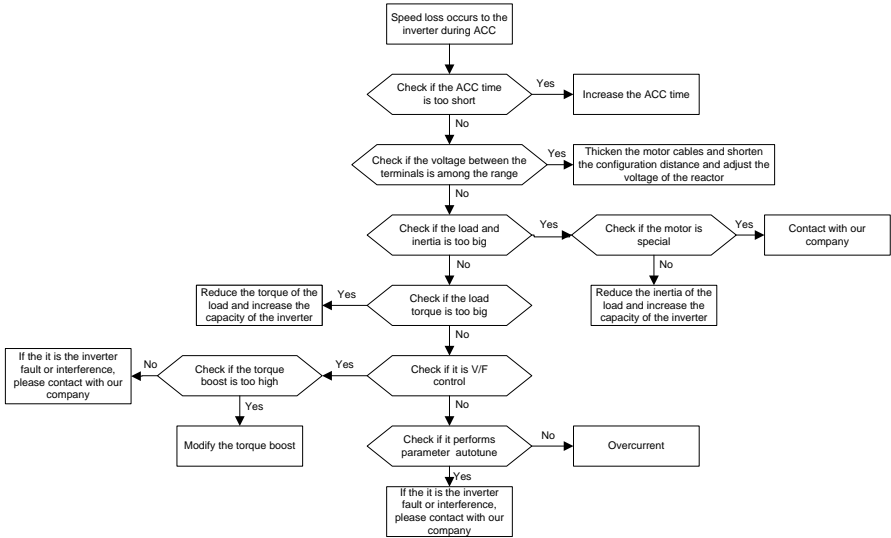 Speed loss occurs to the
inverter during ACC
Check if the ACC time
is too short
Yes
Increase the ACC time
No
Check if the voltage between the
terminals is among the range
Yes
Thicken the motor cables and shorten
the configuration distance and adjust the
voltage of the reactor
No
Check if the load and
inertia is too big
Yes
Check if the motor is
special
Yes
Contact with our
company
No
No
Reduce the torque of the
load and increase the
capacity of the inverter
Yes
Check if the load
torque is too big
Reduce the inertia of the
load and increase the
capacity of the inverter
No
If the it is the inverter
fault or interference,
please contact with our
company
No
Check if the torque
boost is too high
Yes
Check if it is V/F
control
Yes
No
Modify the torque boost
Check if it performs
parameter autotune
No
Overcurrent
Yes
If the it is the inverter
fault or interference,
please contact with our
company